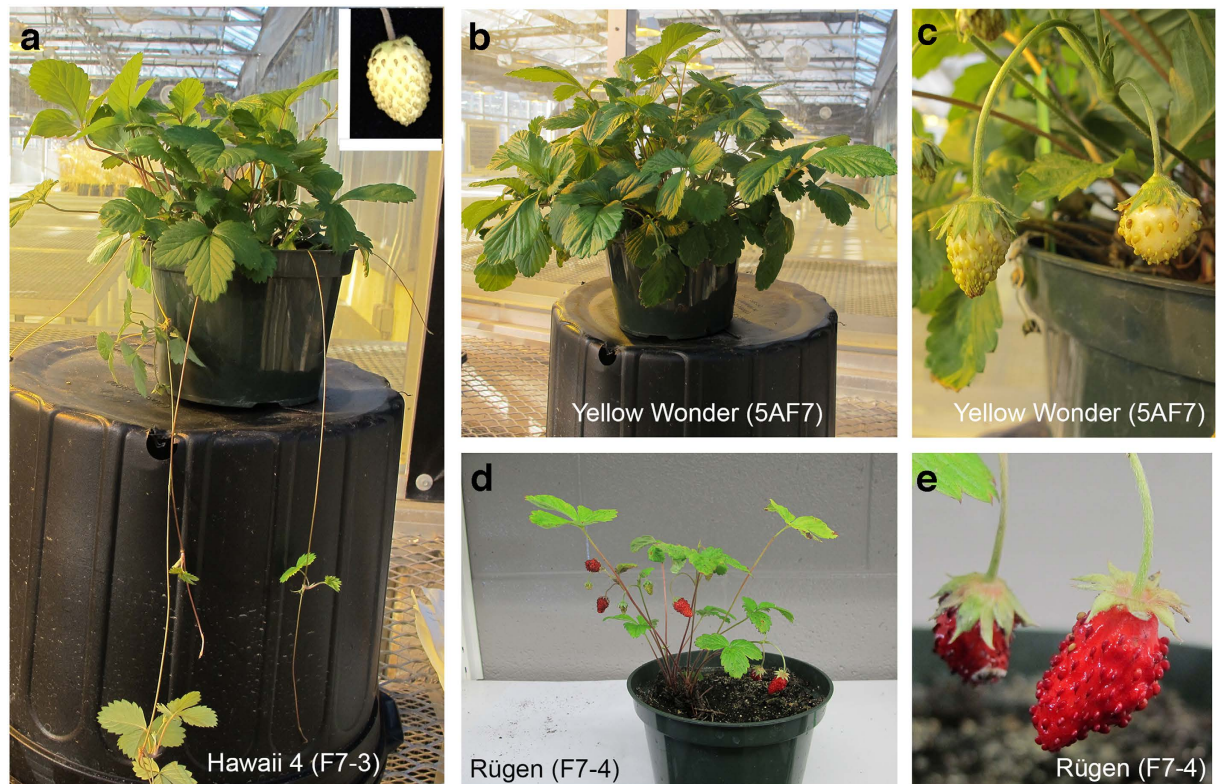 a
Hawaii 4 (F7-3)
b
Yellow Wonder (5AF7)
c
Yellow Wonder (5AF7)
d
Rügen (F7-4)
e
Rügen (F7-4)